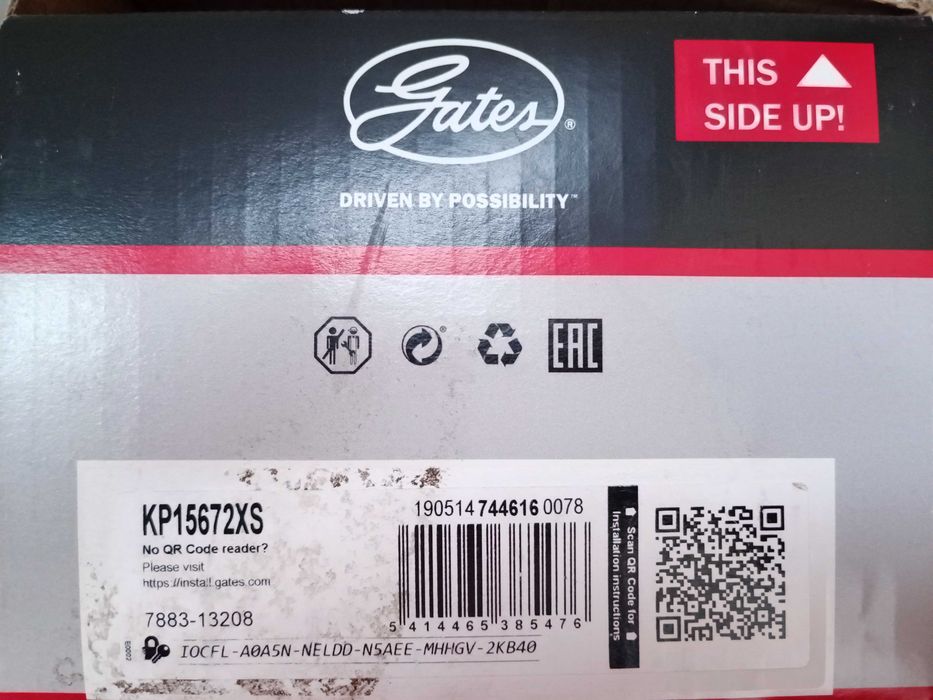 Gates®
THIS
SIDE UP!
DRIVEN BY POSSIBILITY™
EAC
KP15672XS
No QR Code reader?
Please visit
https://install.gates.com
7883-13208
E0002
IOCFL-A0A5N-NELDD-N5AEE-MHHGV-2KB40
190514 744616 0078
5 414465 385476
Scan QR Code for
Installation instructions